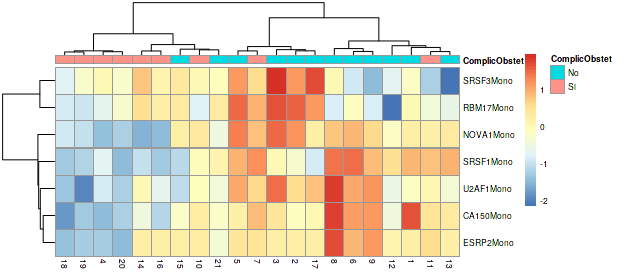 ComplicObstet
ComplicObstet
No
Si
SRSF3Mono
RBM17Mono
NOVA1Mono
SRSF1Mono
U2AF1Mono
CA150Mono
ESRP2Mono
1
0
-1
-2
18 19 4 20 14 16 15 10 21 5 7 3 2 17 8 6 9 12 1 11 13